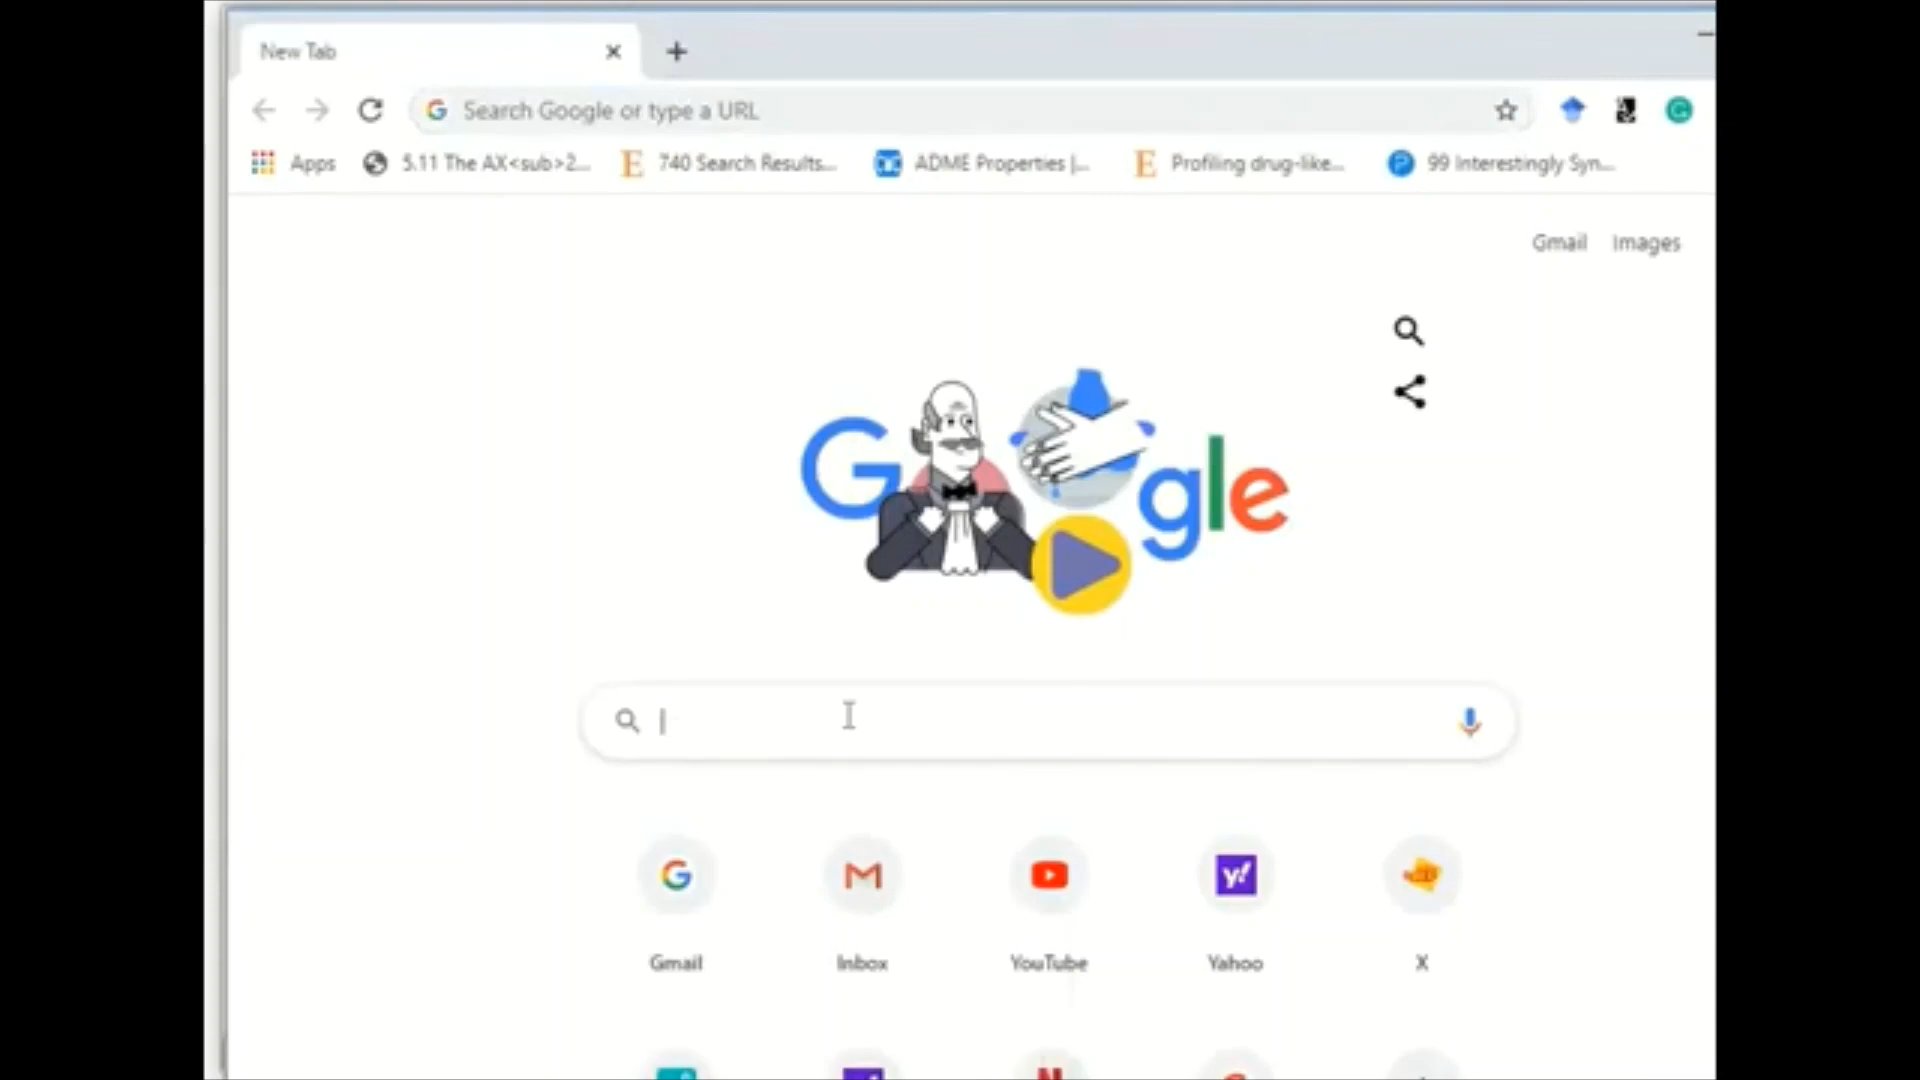 New Tab
Search Google or type a URL
Apps 5.11 The AX<sub>2... 740 Search Results... ADME Properties |... Profiling drug-like... 99 Interestingly Syn...
Gmail Images
G gle
Gmail Inbox YouTube Yahoo X